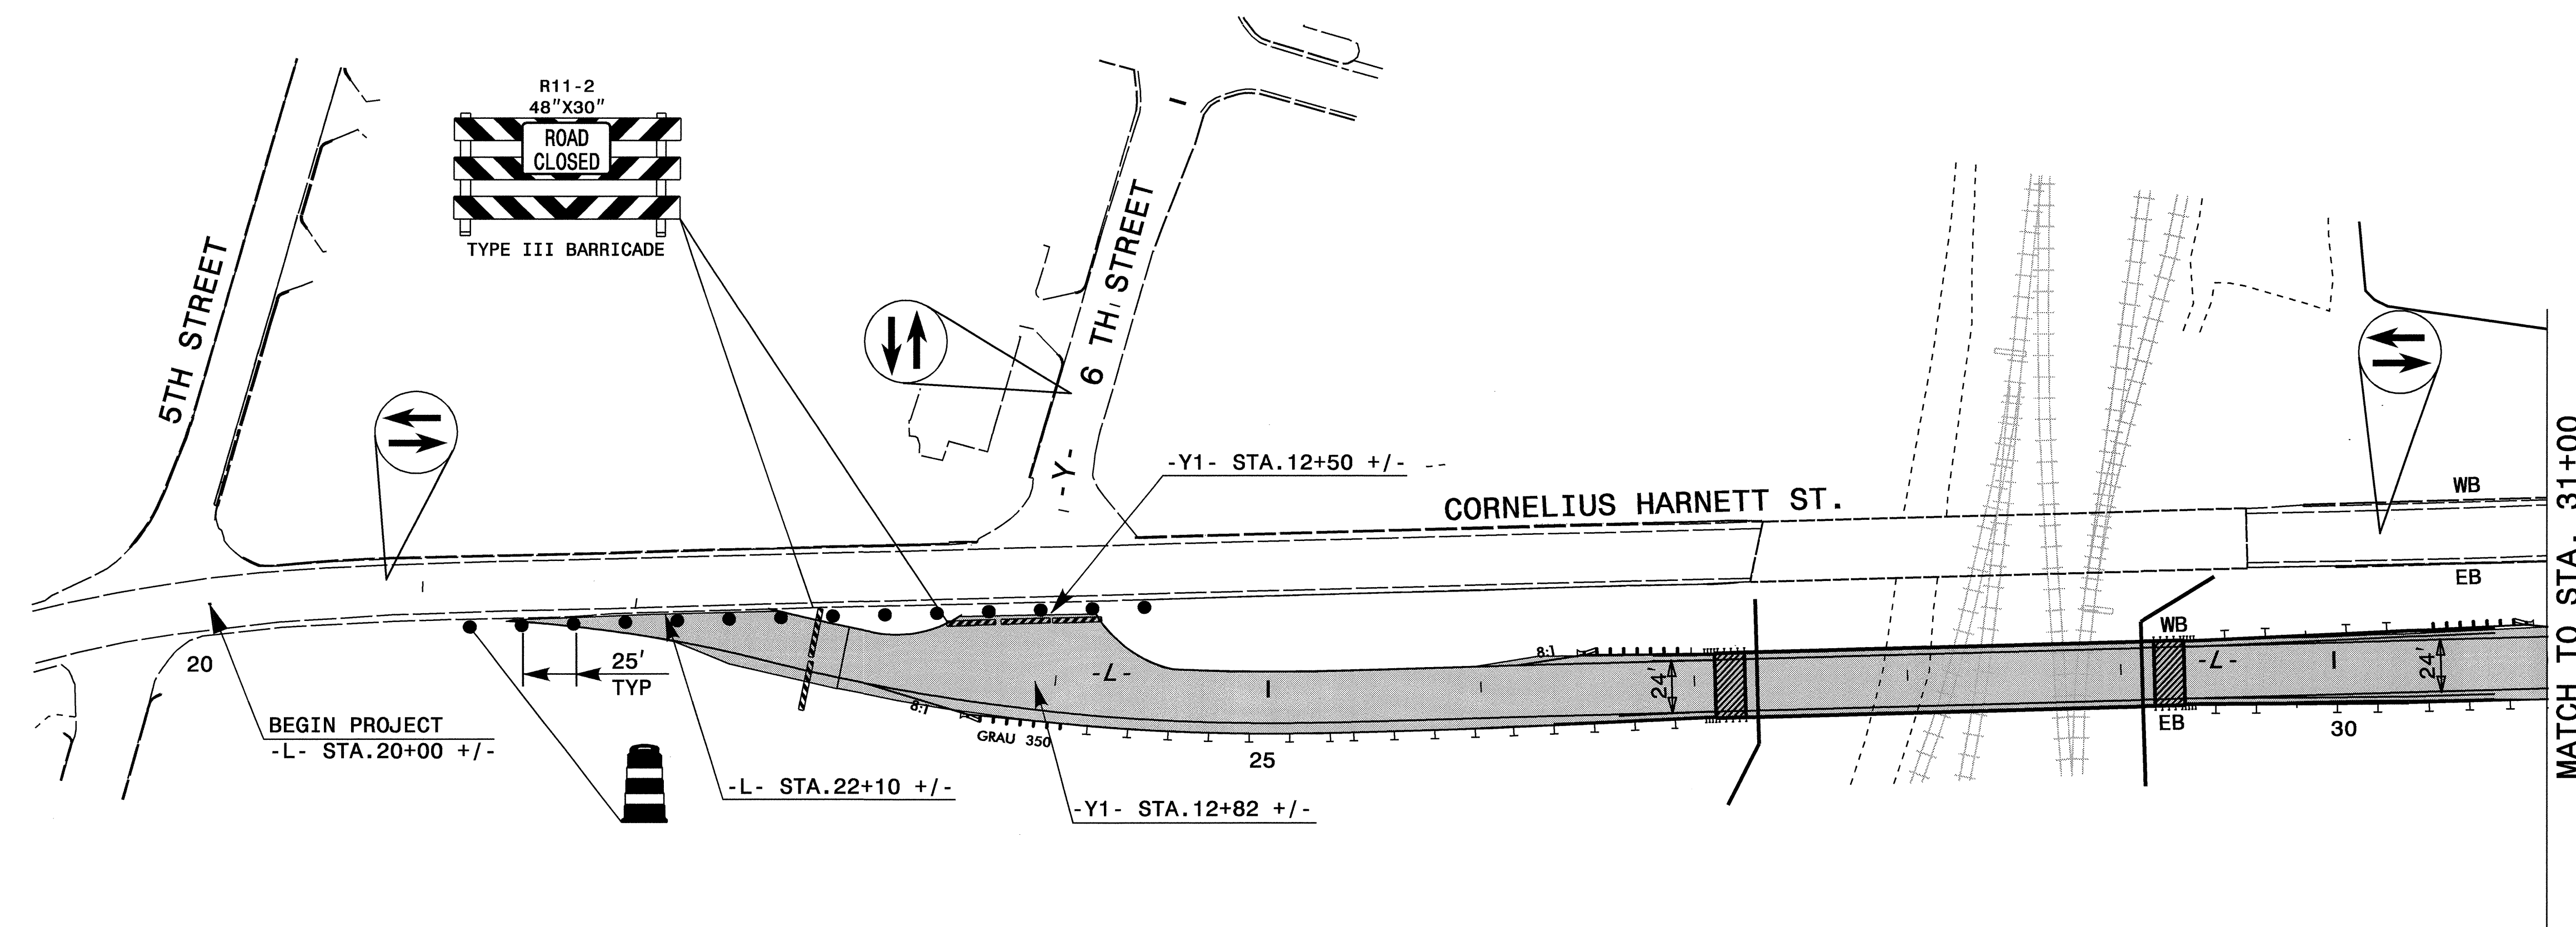 R11-2
48"X30"
ROAD
CLOSED
TYPE III BARRICADE
5TH STREET
6 TH STREET
-Y-
-Y1- STA.12+50 +/-
CORNELIUS HARNETT ST.
WB
EB
MATCH TO STA. 31+00
20
25'
TYP
BEGIN PROJECT
-L- STA.20+00 +/-
8:1
GRAU 350
-L-
8:1
24'
WB
EB
-L-
24'
25
30
-L- STA.22+10 +/-
-Y1- STA.12+82 +/-